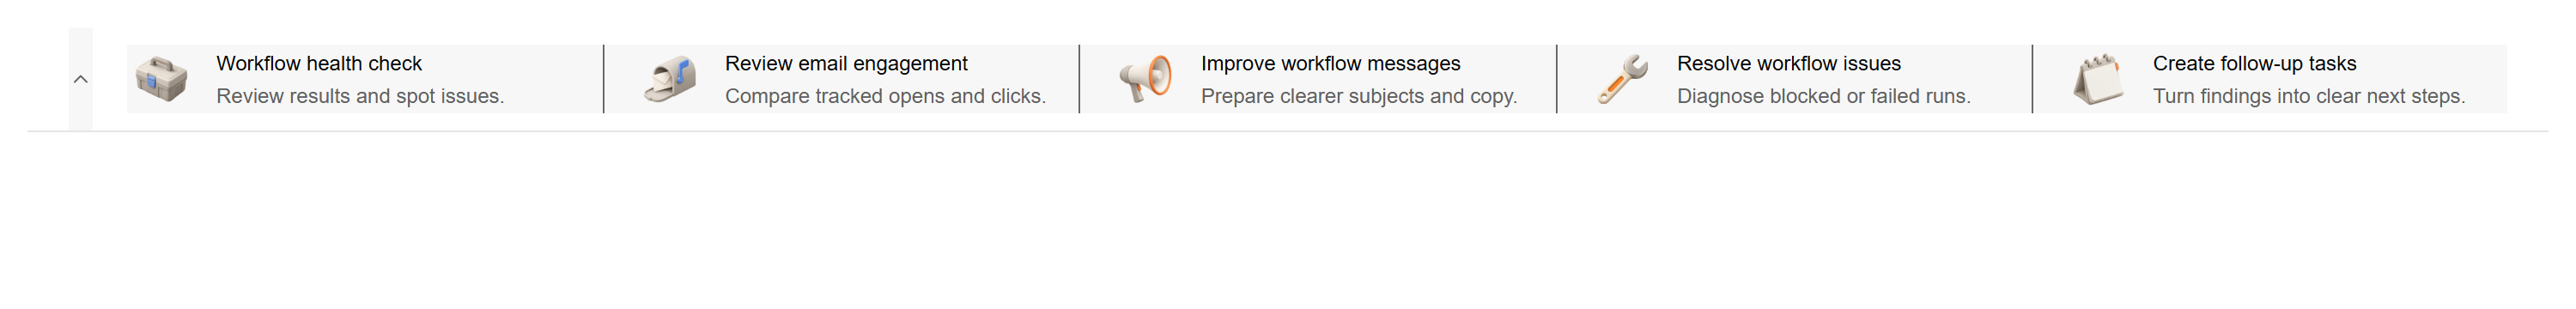 Workflow health check
Review results and spot issues.
Review email engagement
Compare tracked opens and clicks.
Improve workflow messages
Prepare clearer subjects and copy.
Resolve workflow issues
Diagnose blocked or failed runs.
Create follow-up tasks
Turn findings into clear next steps.